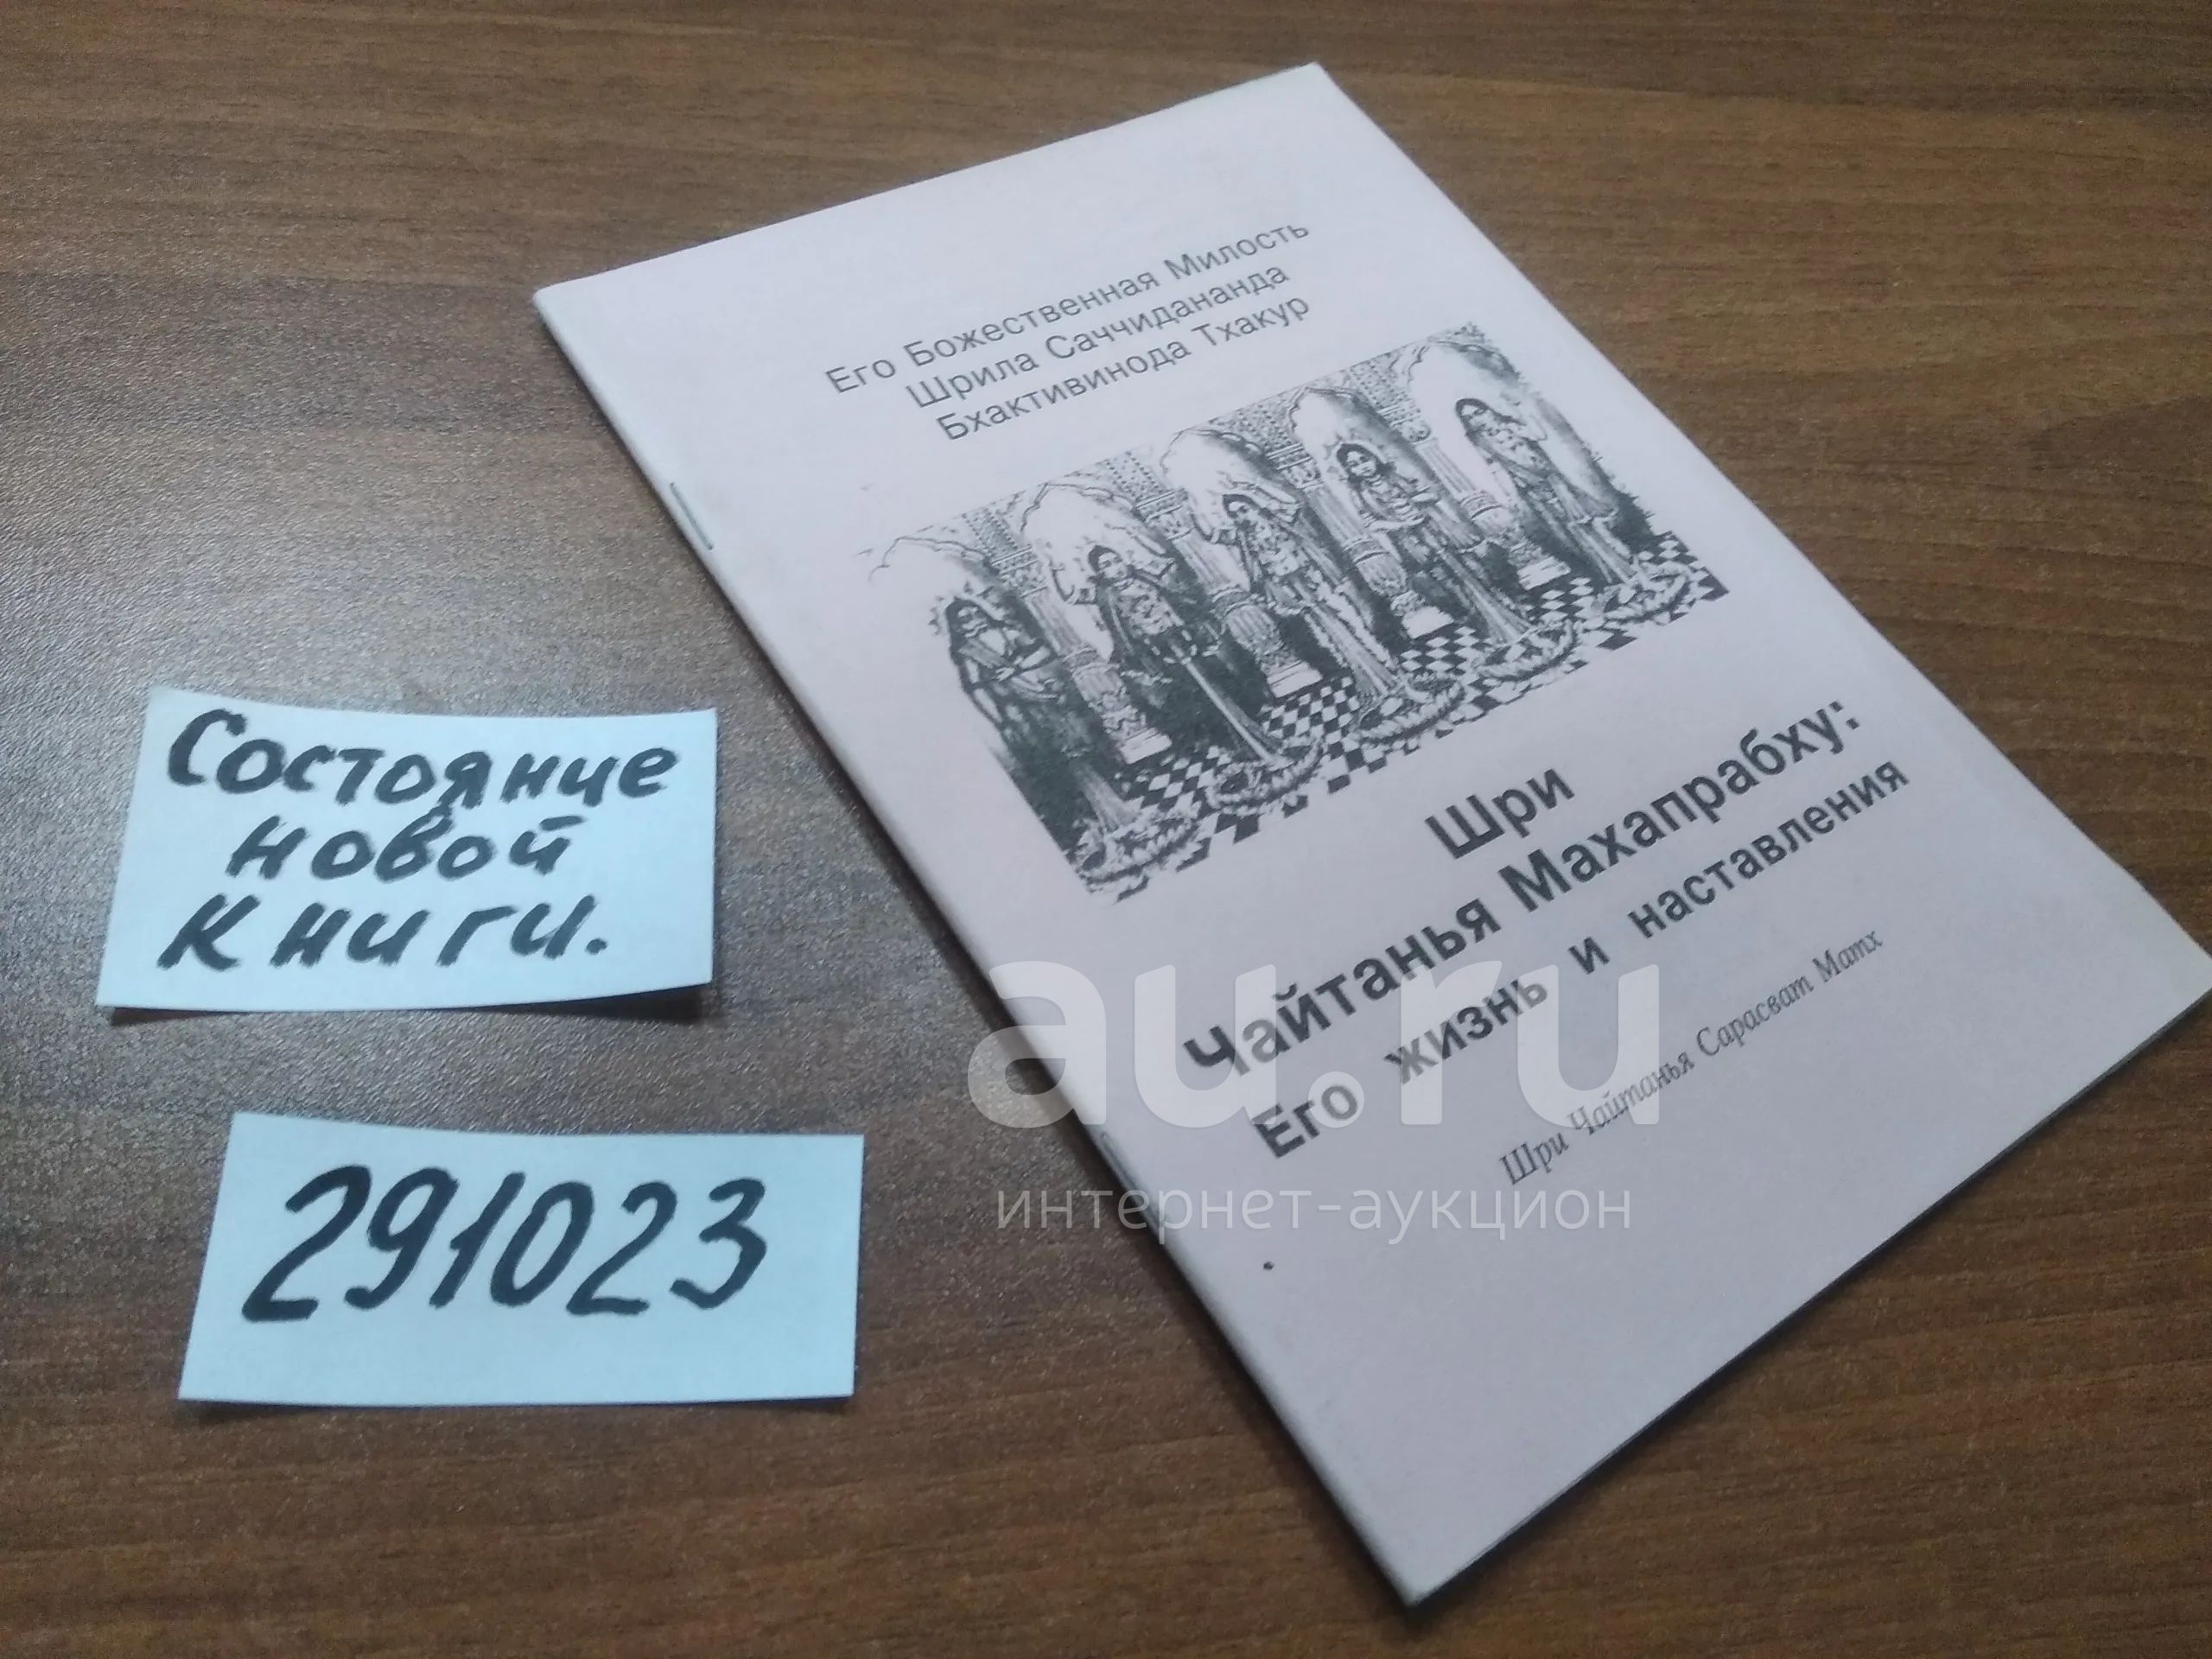 Его Божественная Милость
Шрила Саччидананда
Бхактивинода Тхакур
Шри
Чайтанья Махапрабху:
Его жизнь и наставления
Шри Чайтанья Сарасват Матх
Состояние
новой
книги.
291023
au.ru
интернет-аукцион